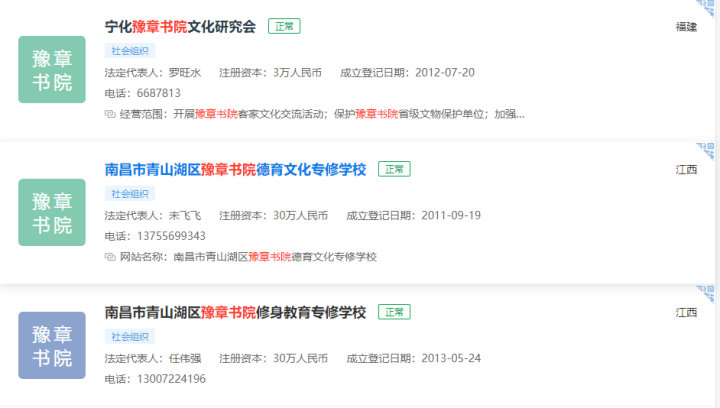 豫章
书院
宁化豫章书院文化研究会 正常 福建
社会组织
法定代表人：罗旺水 注册资本：3万人民币 成立登记日期：2012-07-20
电话：6687813
经营范围：开展豫章书院客家文化交流活动；保护豫章书院省级文物保护单位；加强...
豫章
书院
南昌市青山湖区豫章书院德育文化专修学校 正常 江西
社会组织
法定代表人：未飞飞 注册资本：30万人民币 成立登记日期：2011-09-19
电话：13755699343
网站名称：南昌市青山湖区豫章书院德育文化专修学校
豫章
书院
南昌市青山湖区豫章书院修身教育专修学校 正常 江西
社会组织
法定代表人：任伟强 注册资本：30万人民币 成立登记日期：2013-05-24
电话：13007224196